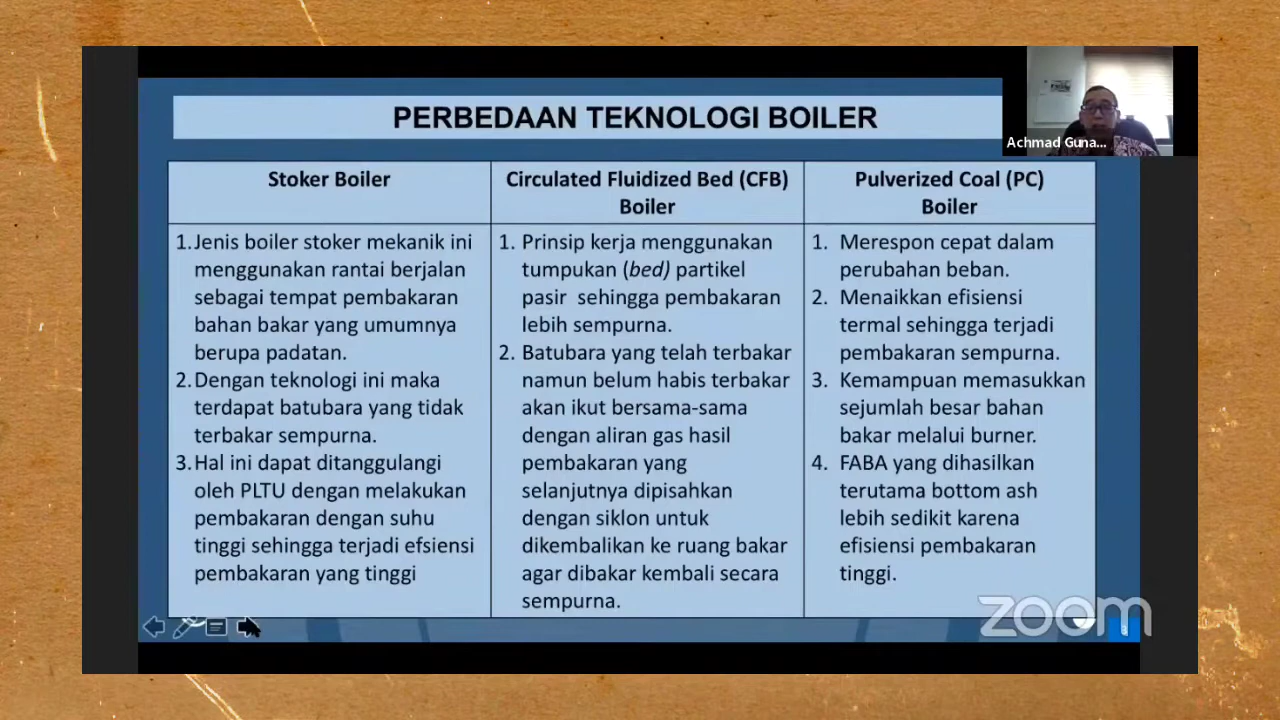 PERBEDAAN TEKNOLOGI BOILER
Achmad Guna...
Stoker Boiler
1.Jenis boiler stoker mekanik ini
menggunakan rantai berjalan
sebagai tempat pembakaran
bahan bakar yang umumnya
berupa padatan.
2.Dengan teknologi ini maka
terdapat batubara yang tidak
terbakar sempurna.
3.Hal ini dapat ditanggulangi
oleh PLTU dengan melakukan
pembakaran dengan suhu
tinggi sehingga terjadi efsiensi
pembakaran yang tinggi
Circulated Fluidized Bed (CFB)
Boiler
1. Prinsip kerja menggunakan
tumpukan (bed) partikel
pasir sehingga pembakaran
lebih sempurna.
2. Batubara yang telah terbakar
namun belum habis terbakar
akan ikut bersama-sama
dengan aliran gas hasil
pembakaran yang
selanjutnya dipisahkan
dengan siklon untuk
dikembalikan ke ruang bakar
agar dibakar kembali secara
sempurna.
Pulverized Coal (PC)
Boiler
1. Merespon cepat dalam
perubahan beban.
2. Menaikkan efisiensi
termal sehingga terjadi
pembakaran sempurna.
3. Kemampuan memasukkan
sejumlah besar bahan
bakar melalui burner.
4. FABA yang dihasilkan
terutama bottom ash
lebih sedikit karena
efisiensi pembakaran
tinggi.
zoom